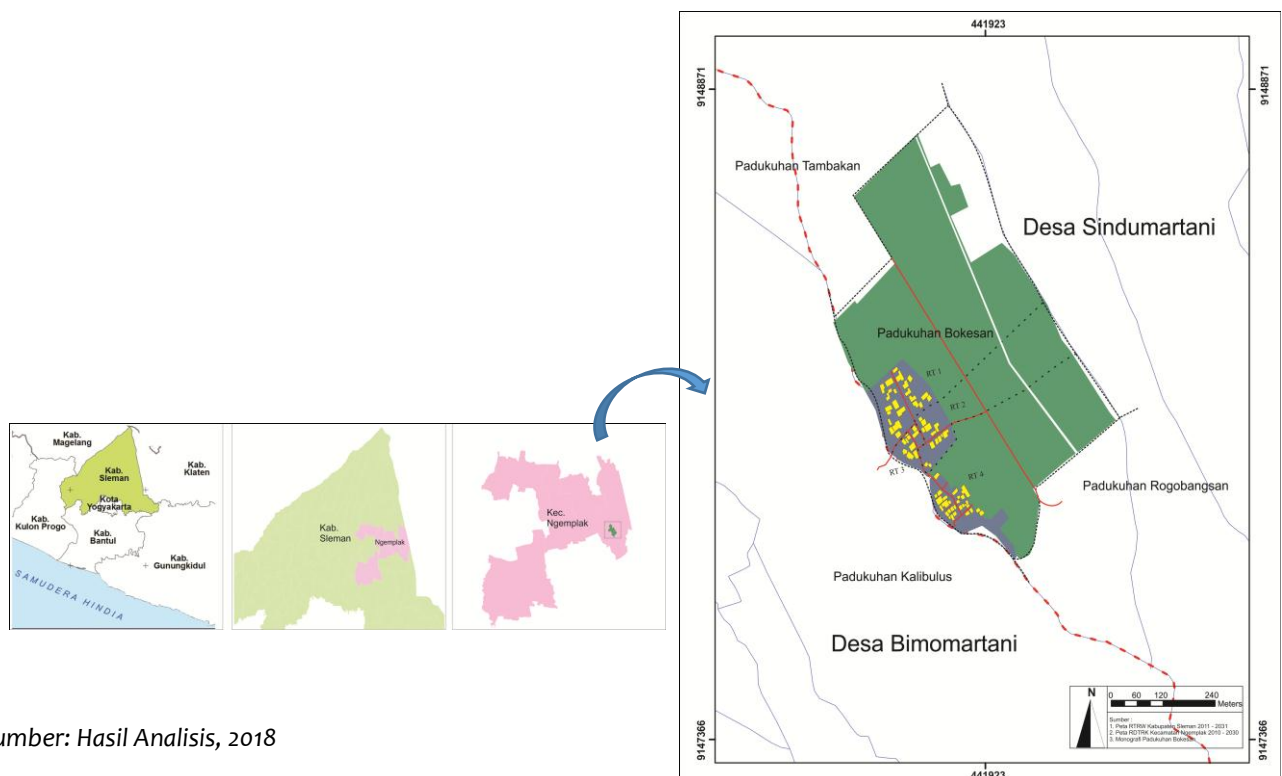 Kab.
Magelang
Kab.
Sleman
Kab.
Klaten
Kota
Yogyakarta
Kab.
Kulon Progo
Kab.
Bantul
Kab.
Gunungkidul
SAMUDERA HINDIA
Kab.
Sleman
Ngemplak
Kec.
Ngemplak
441923
9148871
9148871
Padukuhan Tambakan
Desa Sindumartani
Padukuhan Bokesan
RT 1
RT 2
RT 3
RT 4
Padukuhan Rogobangsan
Padukuhan Kalibulus
Desa Bimomartani
N
0 60 120 240
Meters
Sumber :
1. Peta RTRW Kabupaten Sleman 2011 - 2031
2. Peta RDTRK Kecamatan Ngemplak 2010 - 2030
3. Monografi Padukuhan Bokesan
9147366
9147366
441923
umber: Hasil Analisis, 2018